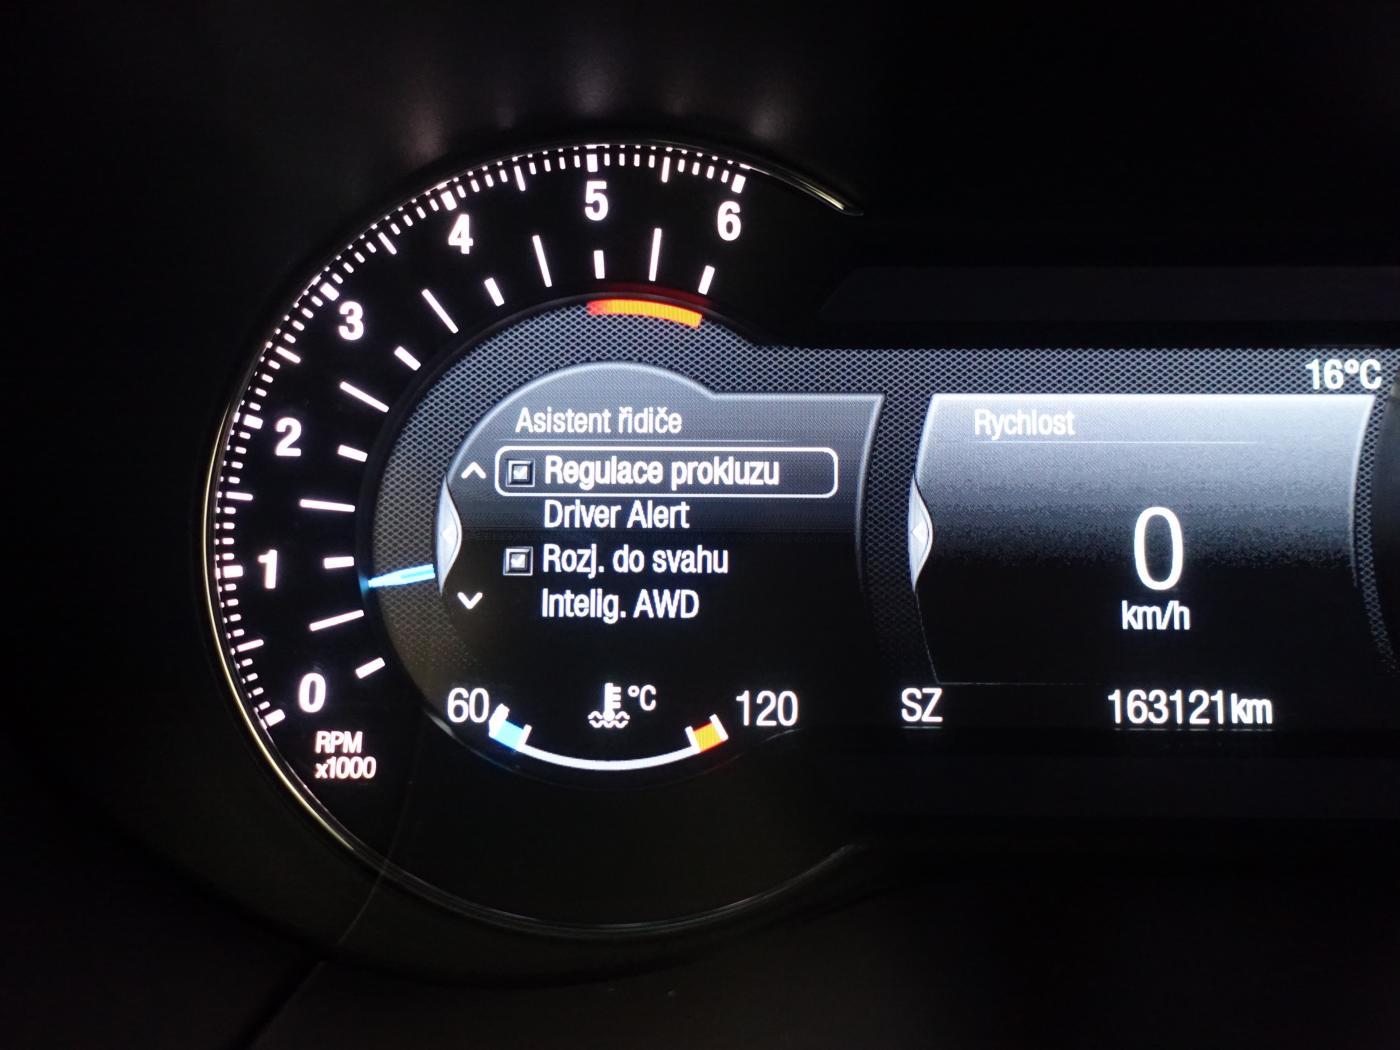 6
5
4
3
2
1
0
RPM
x1000
16°C
Asistent řidiče
Regulace prokluzu
Driver Alert
Rozj. do svahu
Intelig. AWD
60
°C
120
Rychlost
0
km/h
SZ
163121km